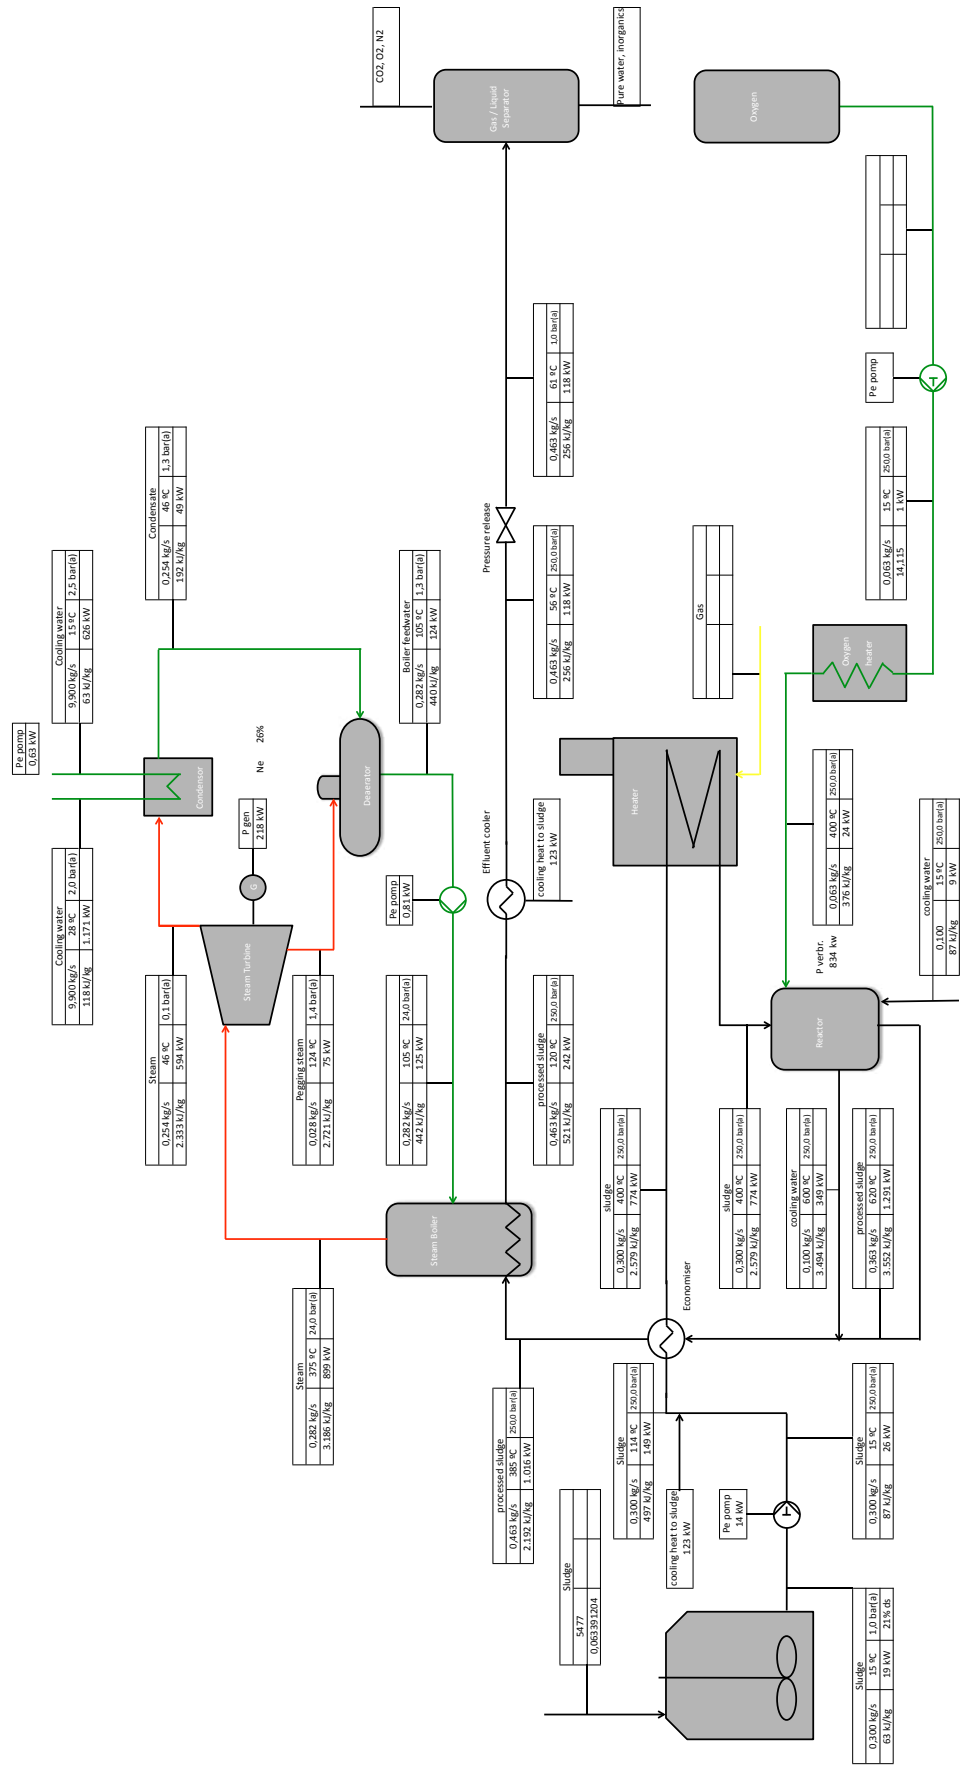 CO2, O2, N2
Gas / Liquid
Separator
Pure water, inorganics
Oxygen
Pe pomp
0,063 kg/s 15 ºC 250,0 bar(a)
14,115 1 kW
Oxygen
heater
0,463 kg/s 61 ºC 1,0 bar(a)
256 kJ/kg 118 kW
Pressure release
0,463 kg/s 56 ºC 250,0 bar(a)
256 kJ/kg 118 kW
Gas
Condensate
0,254 kg/s 46 ºC 1,3 bar(a)
192 kJ/kg 49 kW
Cooling water
9,900 kg/s 15 ºC 2,5 bar(a)
63 kJ/kg 626 kW
Pe pomp
0,63 kW
Boiler feedwater
0,282 kg/s 105 ºC 1,3 bar(a)
440 kJ/kg 124 kW
Condensor
Ne 26%
Deaerator
P gen
218 kW
G
Cooling water
9,900 kg/s 28 ºC 2,0 bar(a)
118 kJ/kg 1.171 kW
Steam Turbine
Pe pomp
0,81 kW
Effluent cooler
cooling heat to sludge
123 kW
Heater
0,063 kg/s 400 ºC 250,0 bar(a)
376 kJ/kg 24 kW
P verbr.
834 kw
cooling water
0,100 15 ºC 250,0 bar(a)
87 kJ/kg 9 kW
Reactor
Steam
0,254 kg/s 46 ºC 0,1 bar(a)
2.333 kJ/kg 594 kW
Pegging steam
0,028 kg/s 124 ºC 1,4 bar(a)
2.721 kJ/kg 75 kW
0,282 kg/s 105 ºC 24,0 bar(a)
442 kJ/kg 125 kW
processed sludge
0,463 kg/s 120 ºC 250,0 bar(a)
521 kJ/kg 242 kW
Steam Boiler
sludge
0,300 kg/s 400 ºC 250,0 bar(a)
2.579 kJ/kg 774 kW
sludge
0,300 kg/s 400 ºC 250,0 bar(a)
2.579 kJ/kg 774 kW
cooling water
0,100 kg/s 600 ºC 250,0 bar(a)
3.494 kJ/kg 349 kW
processed sludge
0,363 kg/s 620 ºC 250,0 bar(a)
3.552 kJ/kg 1.291 kW
Economiser
Steam
0,282 kg/s 375 ºC 24,0 bar(a)
3.186 kJ/kg 899 kW
processed sludge
0,463 kg/s 385 ºC 250,0 bar(a)
2.192 kJ/kg 1.016 kW
Sludge
0,300 kg/s 114 ºC 250,0 bar(a)
497 kJ/kg 149 kW
cooling heat to sludge
123 kW
Pe pomp
14 kW
Sludge
0,300 kg/s 15 ºC 250,0 bar(a)
87 kJ/kg 26 kW
Sludge
5477
0,063391204
Sludge
0,300 kg/s 15 ºC 1,0 bar(a)
63 kJ/kg 19 kW 21% ds